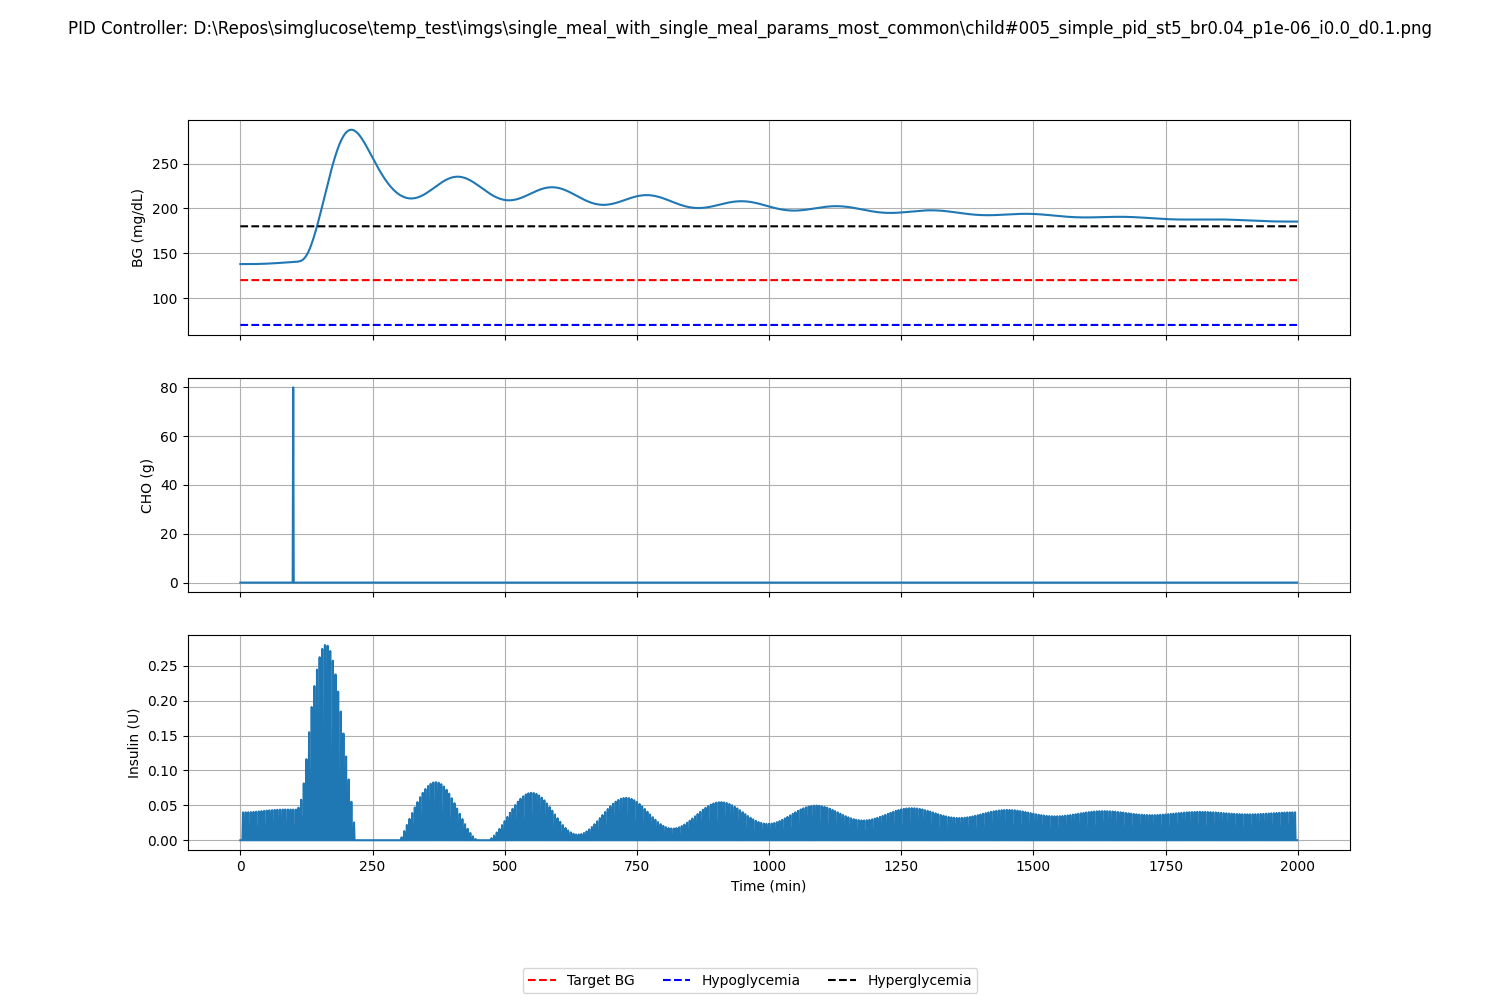 PID Controller: D:\Repos\simglucose\temp_test\imgs\single_meal_with_single_meal_params_most_common\child#005_simple_pid_st5_br0.04_p1e-06_i0.0_d0.1.png
250
200
150
100
BG (mg/dL)
80
60
40
20
0
CHO (g)
0.25
0.20
0.15
0.10
0.05
0.00
Insulin (U)
0 250 500 750 1000 1250 1500 1750 2000
Time (min)
Target BG Hypoglycemia Hyperglycemia